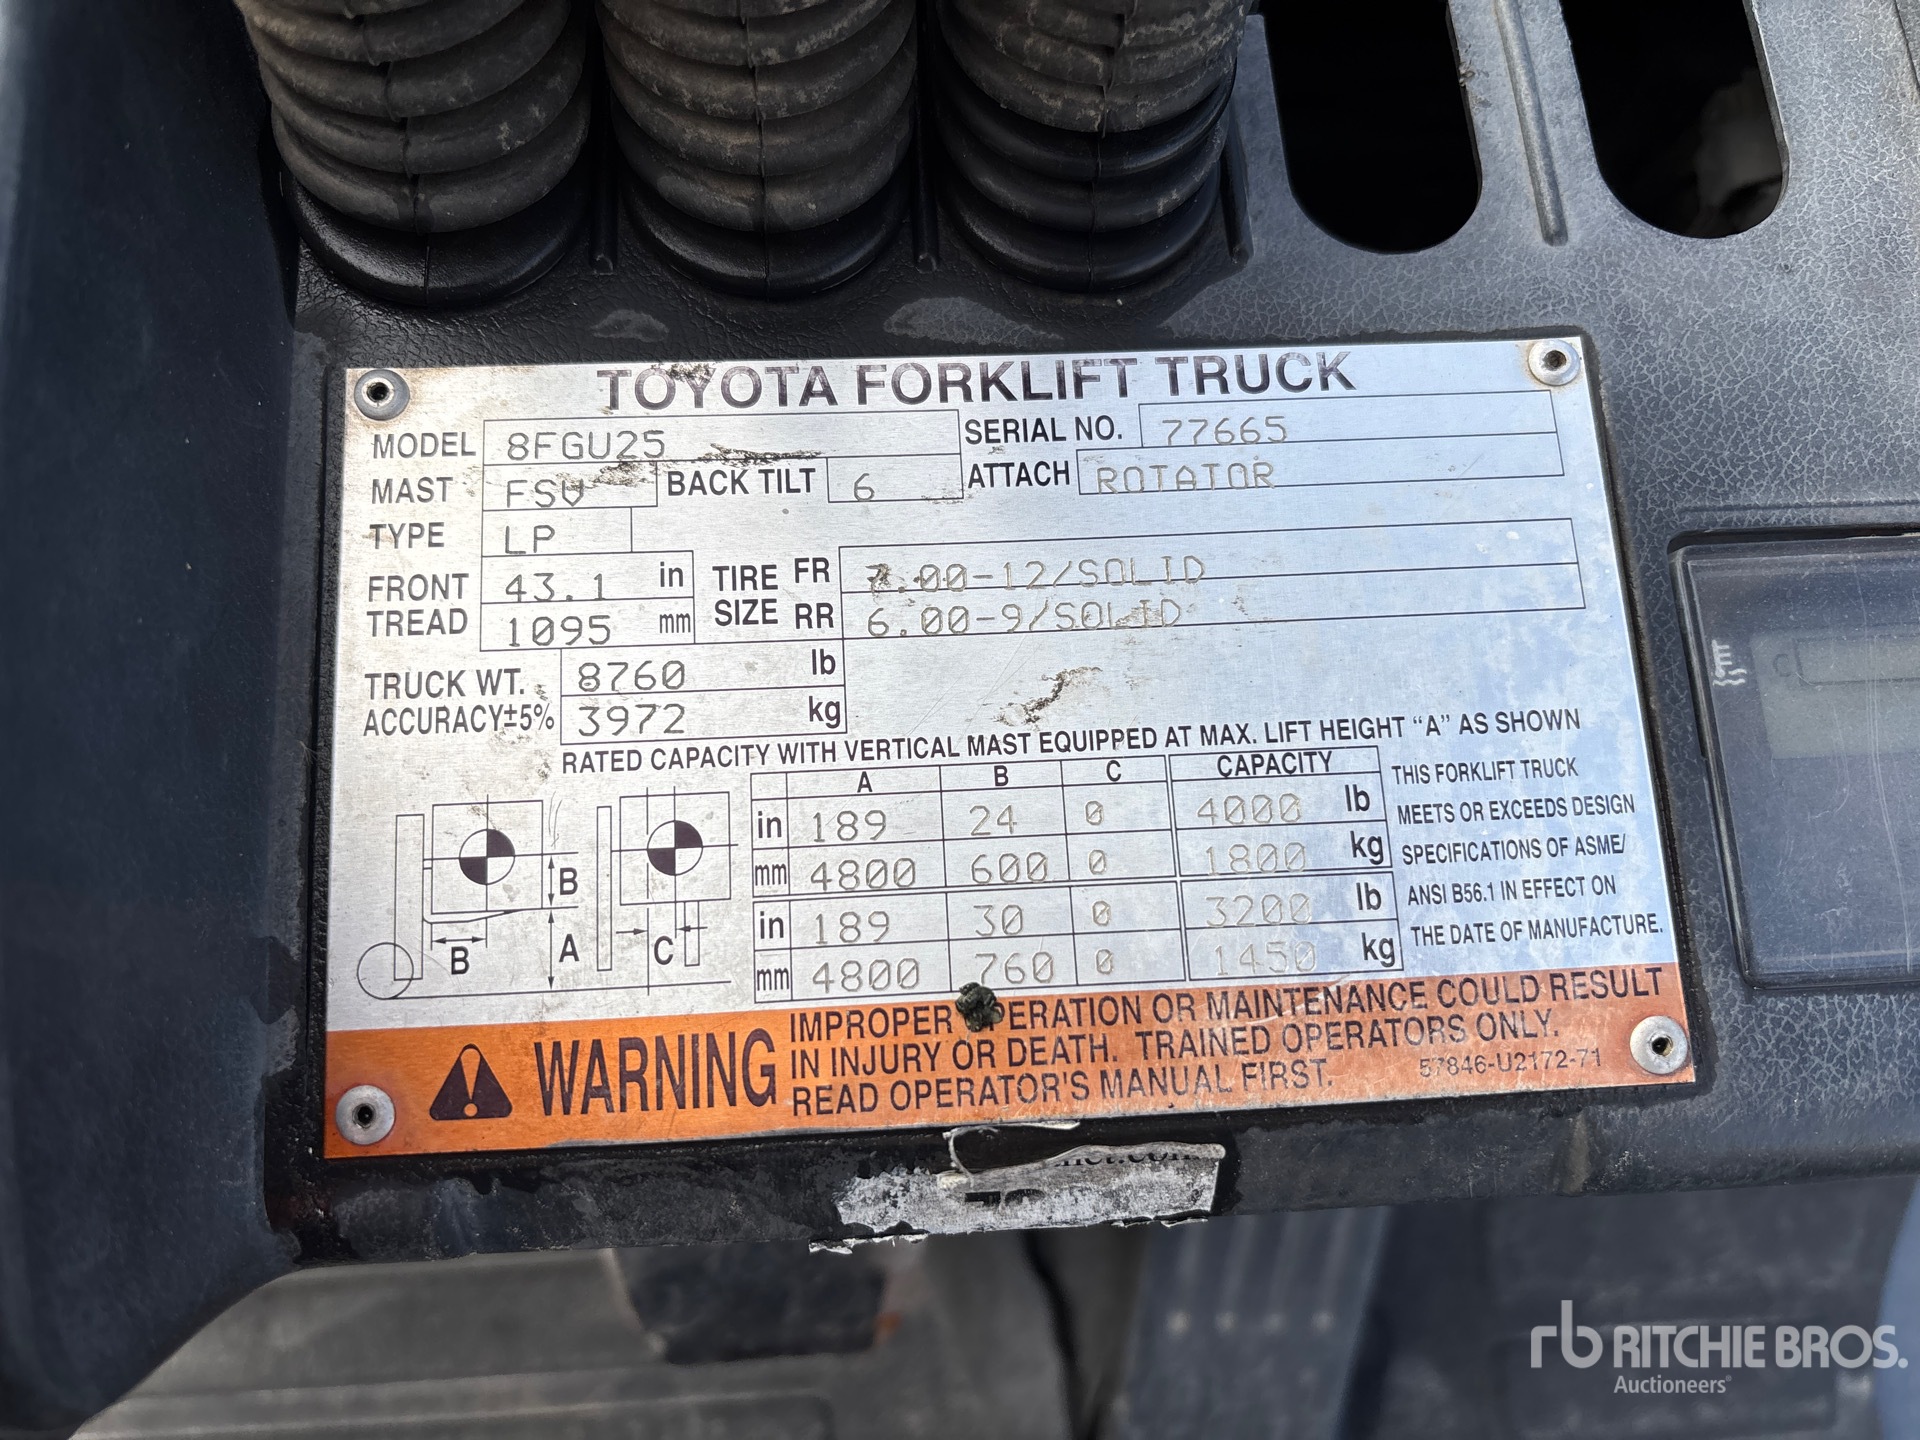 TOYOTA FORKLIFT TRUCK
MODEL 8FGU25 SERIAL NO. 77665
MAST FSV BACK TILT 6 ATTACH ROTATOR
TYPE LP
FRONT TREAD 43.1 in TIRE SIZE FR 7.00-12/SOLID
1095 mm RR 6.00-9/SOLID
TRUCK WT. 8760 lb
ACCURACY±5% 3972 kg
RATED CAPACITY WITH VERTICAL MAST EQUIPPED AT MAX. LIFT HEIGHT "A" AS SHOWN
A B C CAPACITY
in 189 24 0 4000 lb
mm 4800 600 0 1800 kg
in 189 30 0 3200 lb
mm 4800 760 0 1450 kg
B
B
A
C
THIS FORKLIFT TRUCK
MEETS OR EXCEEDS DESIGN
SPECIFICATIONS OF ASME/
ANSI B56.1 IN EFFECT ON
THE DATE OF MANUFACTURE.
WARNING
IMPROPER OPERATION OR MAINTENANCE COULD RESULT
IN INJURY OR DEATH. TRAINED OPERATORS ONLY.
READ OPERATOR'S MANUAL FIRST.
57846-U2172-71
rb RITCHIE BROS.
Auctioneers